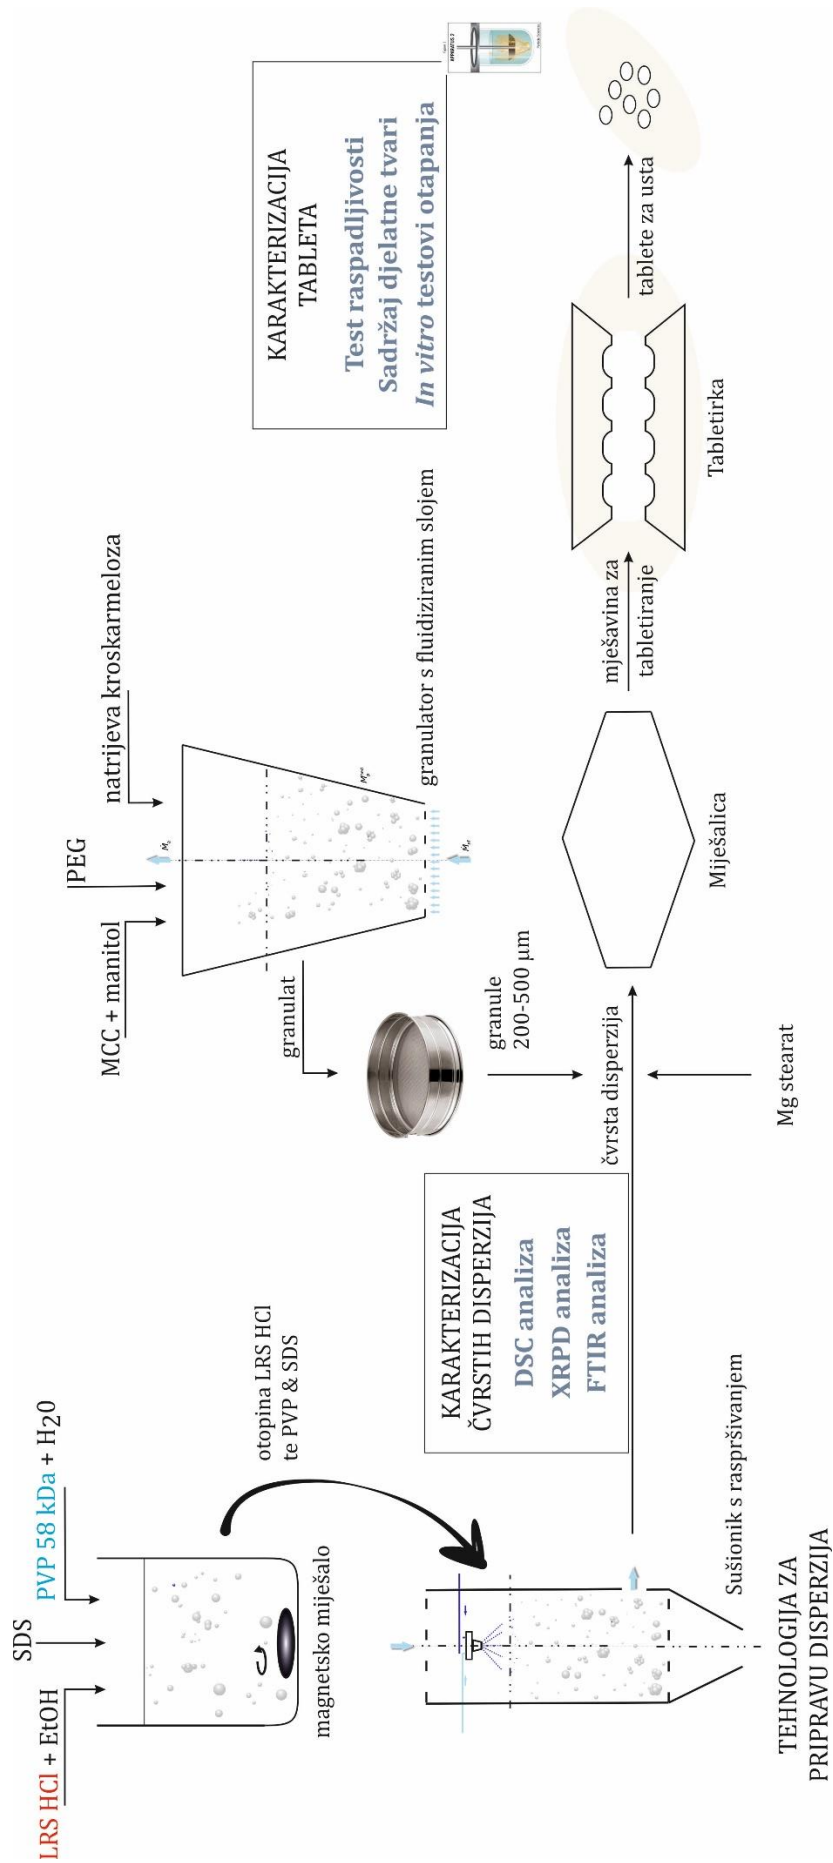 LRS HCl + EtOH
SDS
PVP 58 kDa + H20
magnetsko miješalo
otopina LRS HCl
te PVP & SDS
Sušionik s raspršivanjem
TEHNOLOGIJA ZA
PRIPRAVU DISPERZIJA
KARAKTERIZACIJA
ČVRSTIH DISPERZIJA
DSC analiza
XRPD analiza
FTIR analiza
čvrsta disperzija
MCC + manitol
PEG
natrijeva kroskarmeloza
granulator s fluidiziranim slojem
granulat
granule
200-500 µm
Mg stearat
Miješalica
mješavina za
tabletiranje
Tabletirka
tablete za usta
KARAKTERIZACIJA
TABLETA
Test raspadljivosti
Sadržaj djelatne tvari
In vitro testovi otapanja
APPARATUS 2